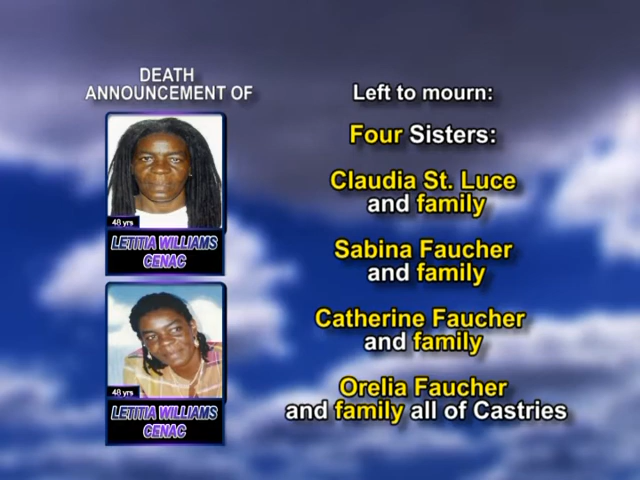 DEATH
ANNOUNCEMENT OF
48 yrs
LETITIA WILLIAMS
CENAC
48 yrs
LETITIA WILLIAMS
CENAC
Left to mourn:
Four Sisters:
Claudia St. Luce
and family
Sabina Faucher
and family
Catherine Faucher
and family
Orelia Faucher
and family all of Castries